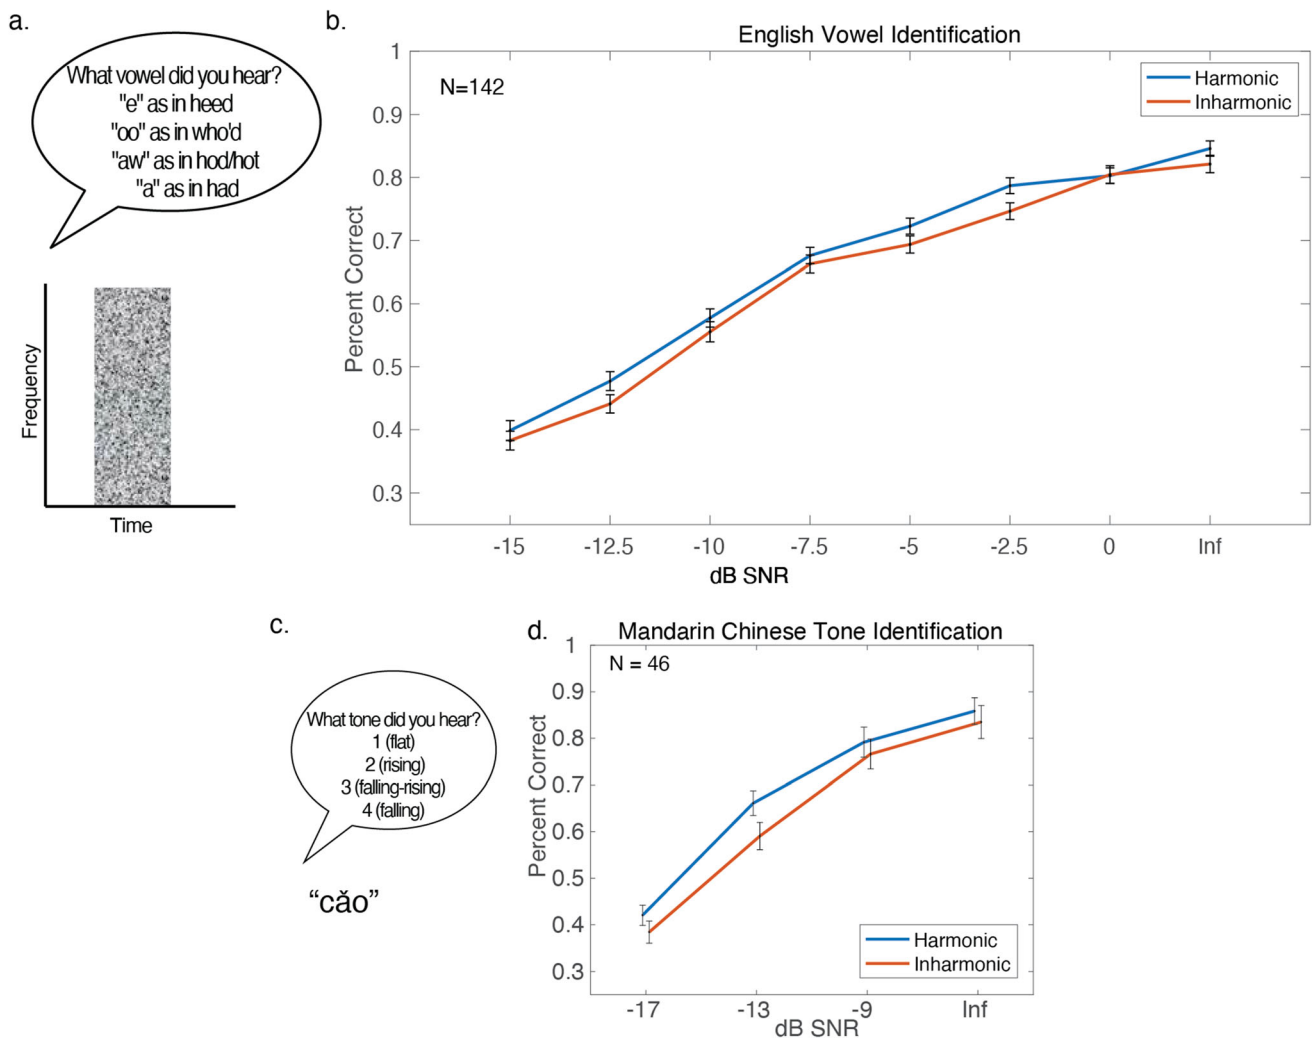 a.
What vowel did you hear?
"e" as in heed
"oo" as in who'd
"aw" as in hod/hot
"a" as in had
Frequency
Time
b.
English Vowel Identification
N=142
Harmonic
Inharmonic
Percent Correct
1
0.9
0.8
0.7
0.6
0.5
0.4
0.3
-15 -12.5 -10 -7.5 -5 -2.5 0 Inf
dB SNR
c.
What tone did you hear?
1 (flat)
2 (rising)
3 (falling-rising)
4 (falling)
“cǎo”
d.
Mandarin Chinese Tone Identification
N = 46
Percent Correct
1
0.9
0.8
0.7
0.6
0.5
0.4
0.3
Harmonic
Inharmonic
-17 -13 -9 Inf
dB SNR